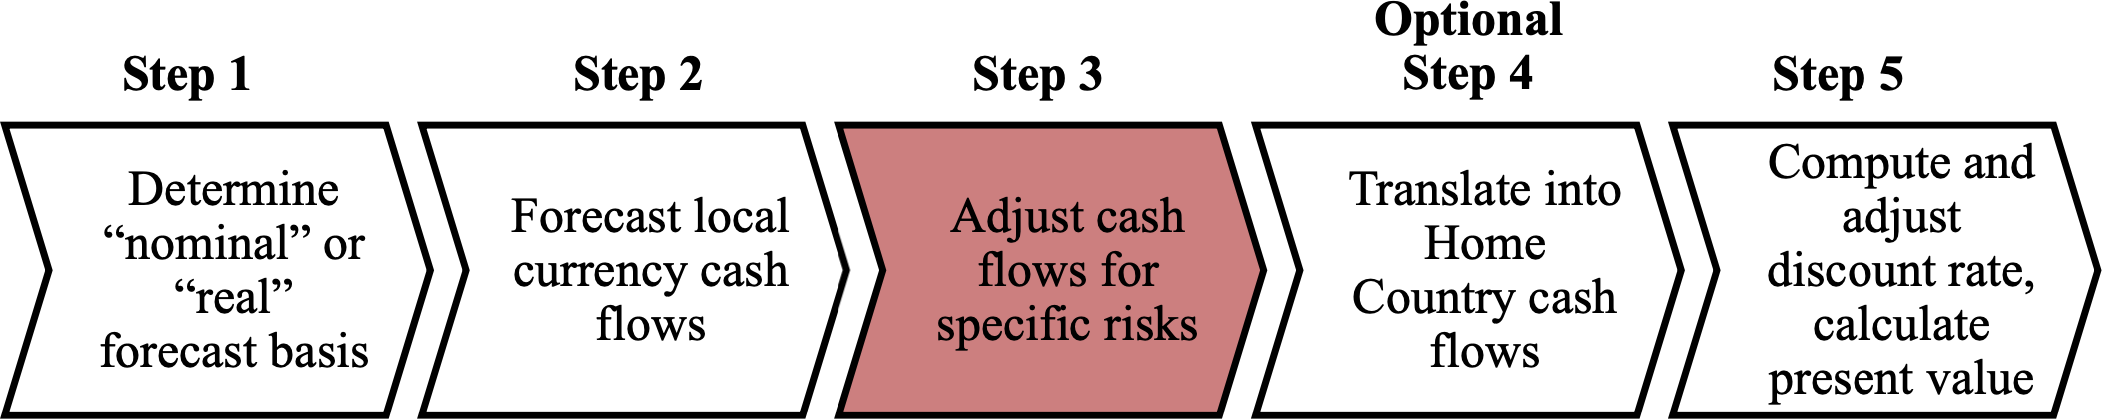 Step 1
Determine
“nominal” or
“real”
forecast basis
Step 2
Forecast local
currency cash
flows
Step 3
Adjust cash
flows for
specific risks
Optional
Step 4
Translate into
Home
Country cash
flows
Step 5
Compute and
adjust
discount rate,
calculate
present value